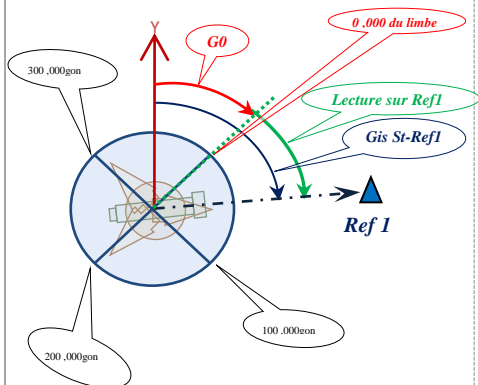 Y
G0
0 ,000 du limbe
300 ,000gon
Lecture sur Ref1
Gis St-Ref1
Ref 1
100 ,000gon
200 ,000gon